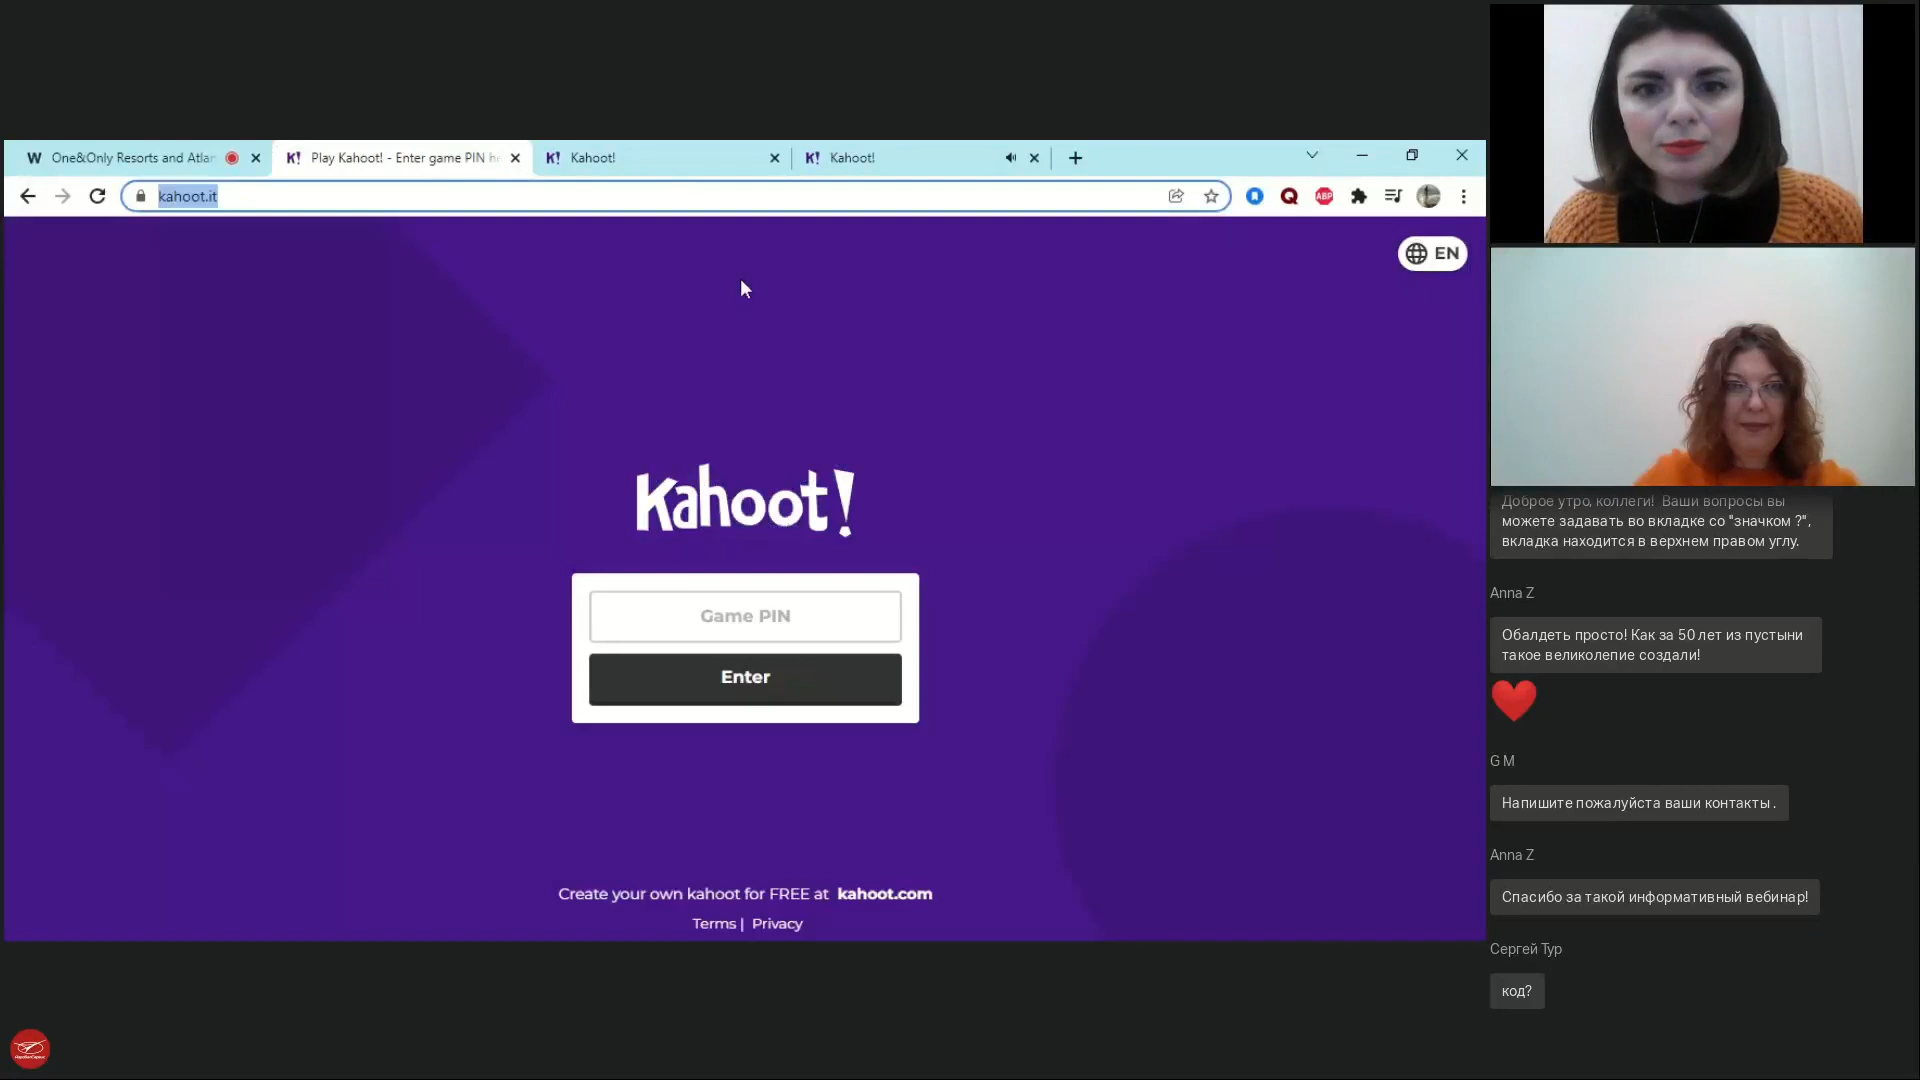 One&Only Resorts and Atlan
Play Kahoot! - Enter game PIN he
Kahoot!
Kahoot!
kahoot.it
ABP
EN
Kahoot!
Game PIN
Enter
Create your own kahoot for FREE at kahoot.com
Terms | Privacy
Доброе утро, коллеги! Ваши вопросы вы
можете задавать во вкладке со "значком ?",
вкладка находится в верхнем правом углу.
Anna Z
Обалдеть просто! Как за 50 лет из пустыни
такое великолепие создали!
G M
Напишите пожалуйста ваши контакты .
Anna Z
Спасибо за такой информативный вебинар!
Сергей Тур
код?